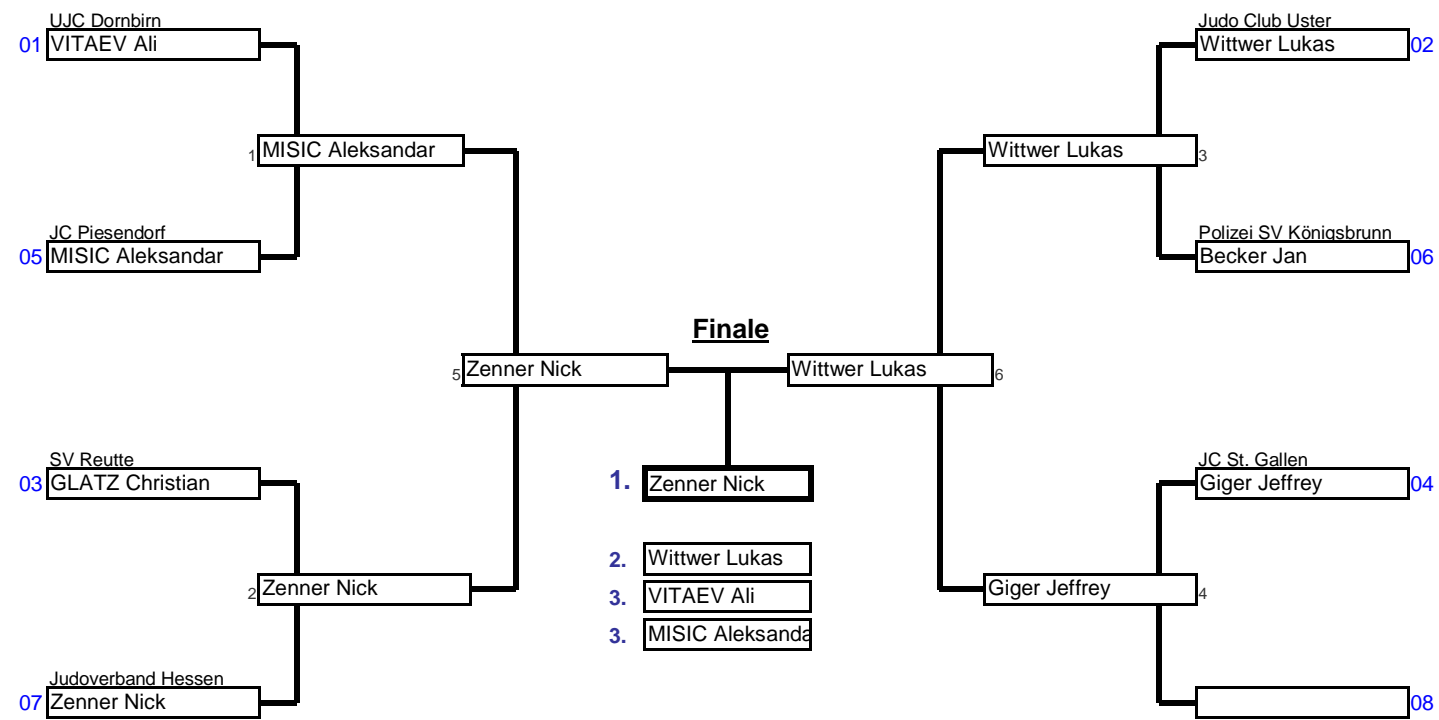 UJC Dornbirn
01 VITAEV Ali
Judo Club Uster
Wittwer Lukas 02
1 MISIC Aleksandar
Wittwer Lukas 3
JC Piesendorf
05 MISIC Aleksandar
Polizei SV Königsbrunn
Becker Jan 06
Finale
5 Zenner Nick
Wittwer Lukas 6
SV Reutte
03 GLATZ Christian
1. Zenner Nick
JC St. Gallen
Giger Jeffrey 04
2. Wittwer Lukas
3. VITAEV Ali
3. MISIC Aleksanda
2 Zenner Nick
Giger Jeffrey 4
Judoverband Hessen
07 Zenner Nick
08